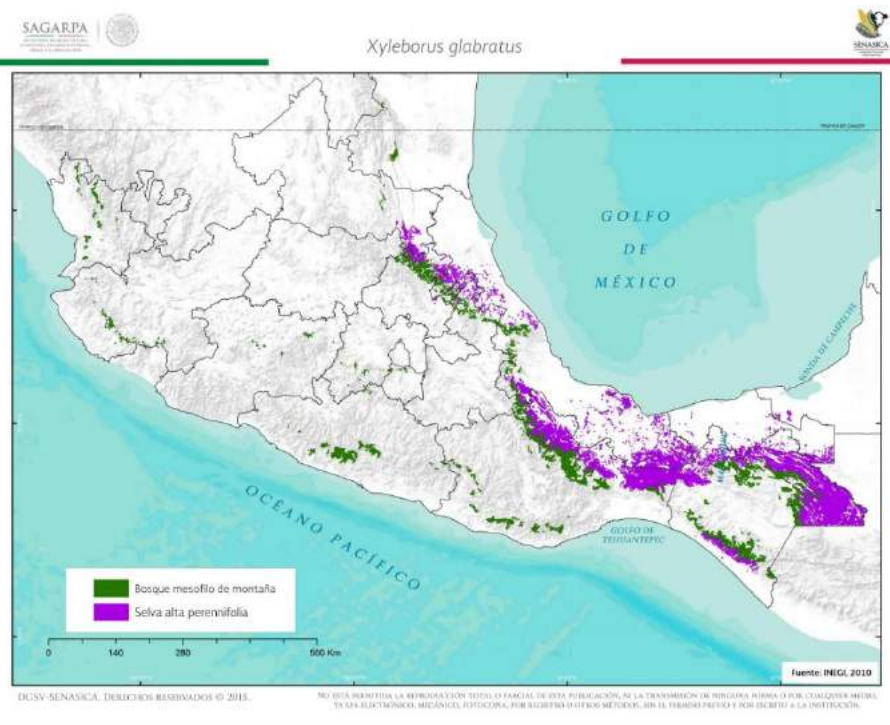 SAGARPA
Xyleborus glabratus
SENASICA
GOLFO
DE
MÉXICO
SONDA DE CAMPECHE
OCÉANO PACÍFICO
GOLFO DE
TEHUANTEPEC
Bosque mesofilo de montaña
Selva alta perennifolia
0 140 280 560 Km
Fuente: INEGI, 2010
DGSV-SENASICA. DERECHOS RESERVADOS © 2015.
NO ESTÁ PERMITIDA LA REPRODUCCIÓN TOTAL O PARCIAL DE ESTA PUBLICACIÓN, NI LA TRANSMISIÓN DE NINGUNA FORMA O POR CUALQUIER MEDIO,
YA SEA ELECTRÓNICO, MECÁNICO, FOTOCOPIA, POR REGISTRO U OTROS MÉTODOS, SIN EL PERMISO PREVIO Y POR ESCRITO A LA INSTITUCIÓN.